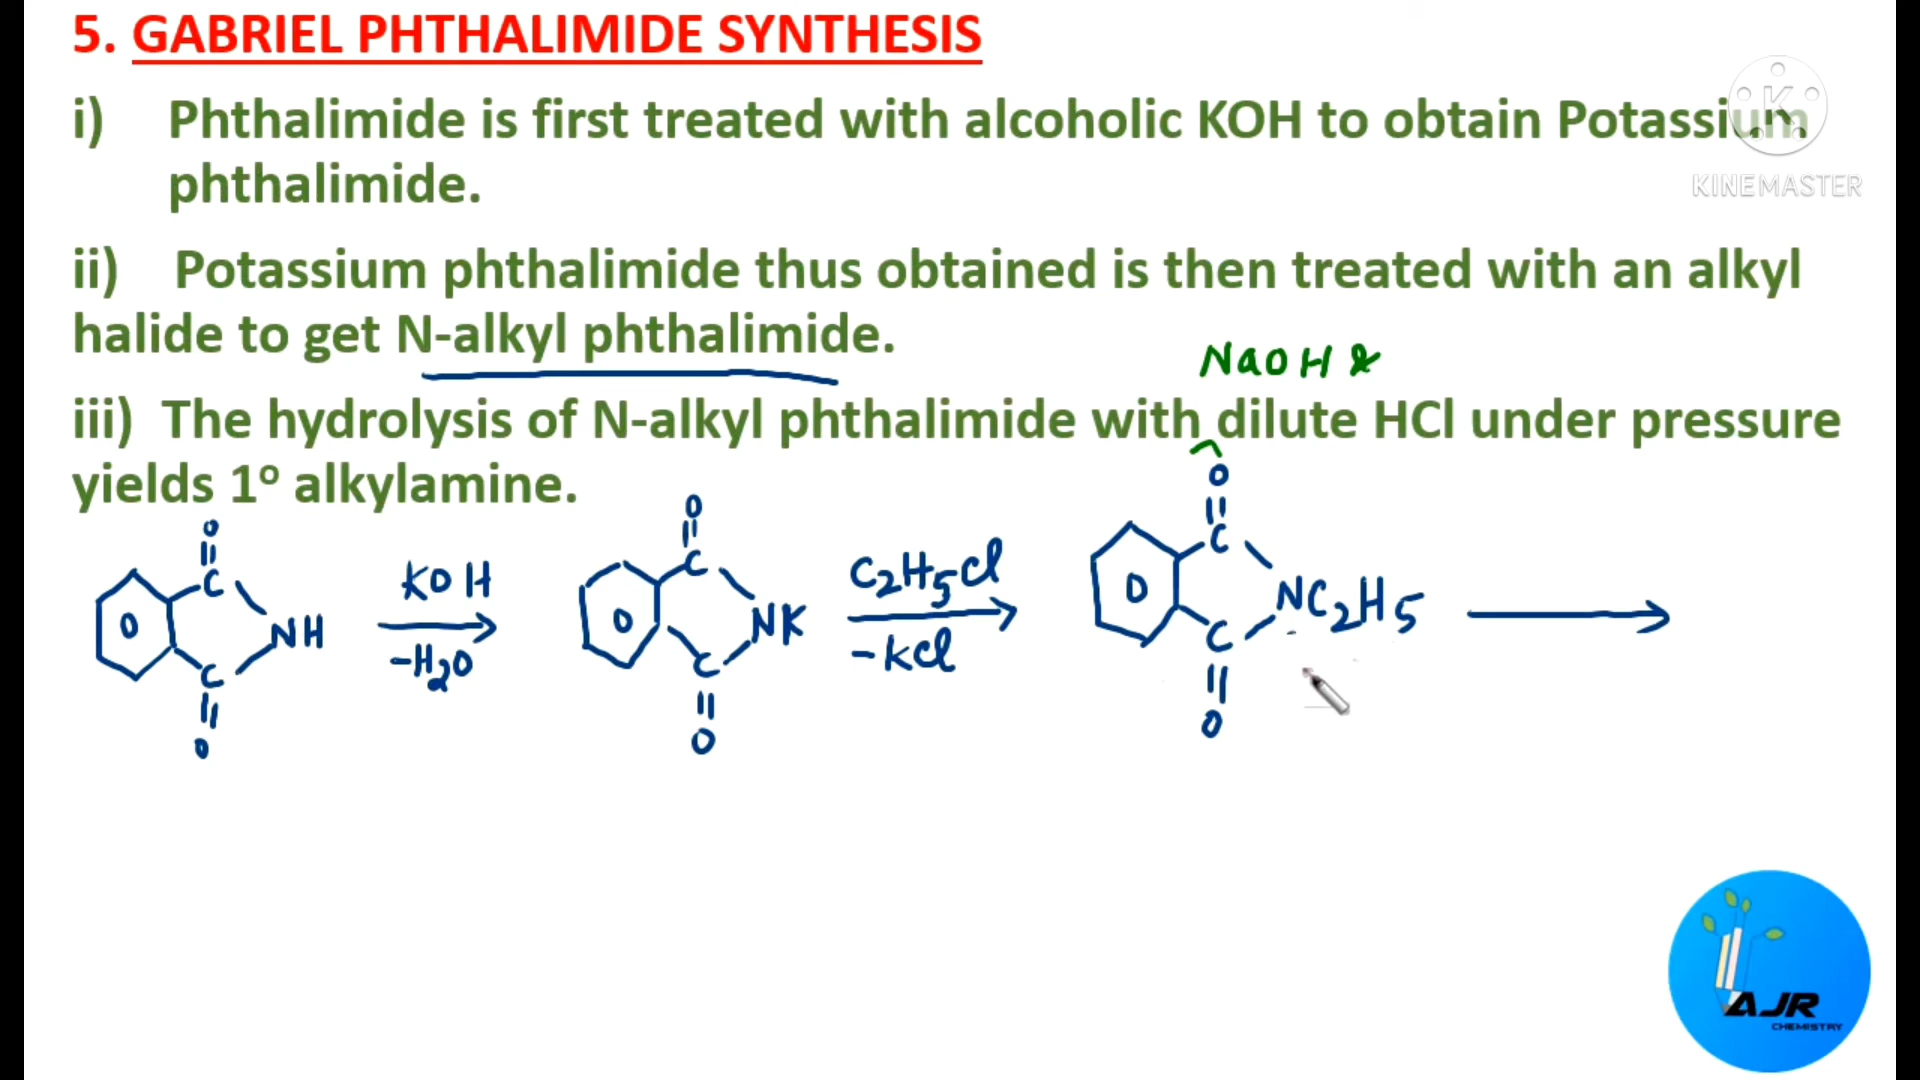 5. GABRIEL PHTHALIMIDE SYNTHESIS
i) Phthalimide is first treated with alcoholic KOH to obtain Potassium
phthalimide.
KINEMASTER
ii) Potassium phthalimide thus obtained is then treated with an alkyl
halide to get N-alkyl phthalimide.
NaOH &
iii) The hydrolysis of N-alkyl phthalimide with dilute HCl under pressure
yields 1º alkylamine.
O O O
C C C
KOH C2H5Cl
NH NK NC2H5
-H2O -KCl
C C C
O O O
AJR
CHEMISTRY